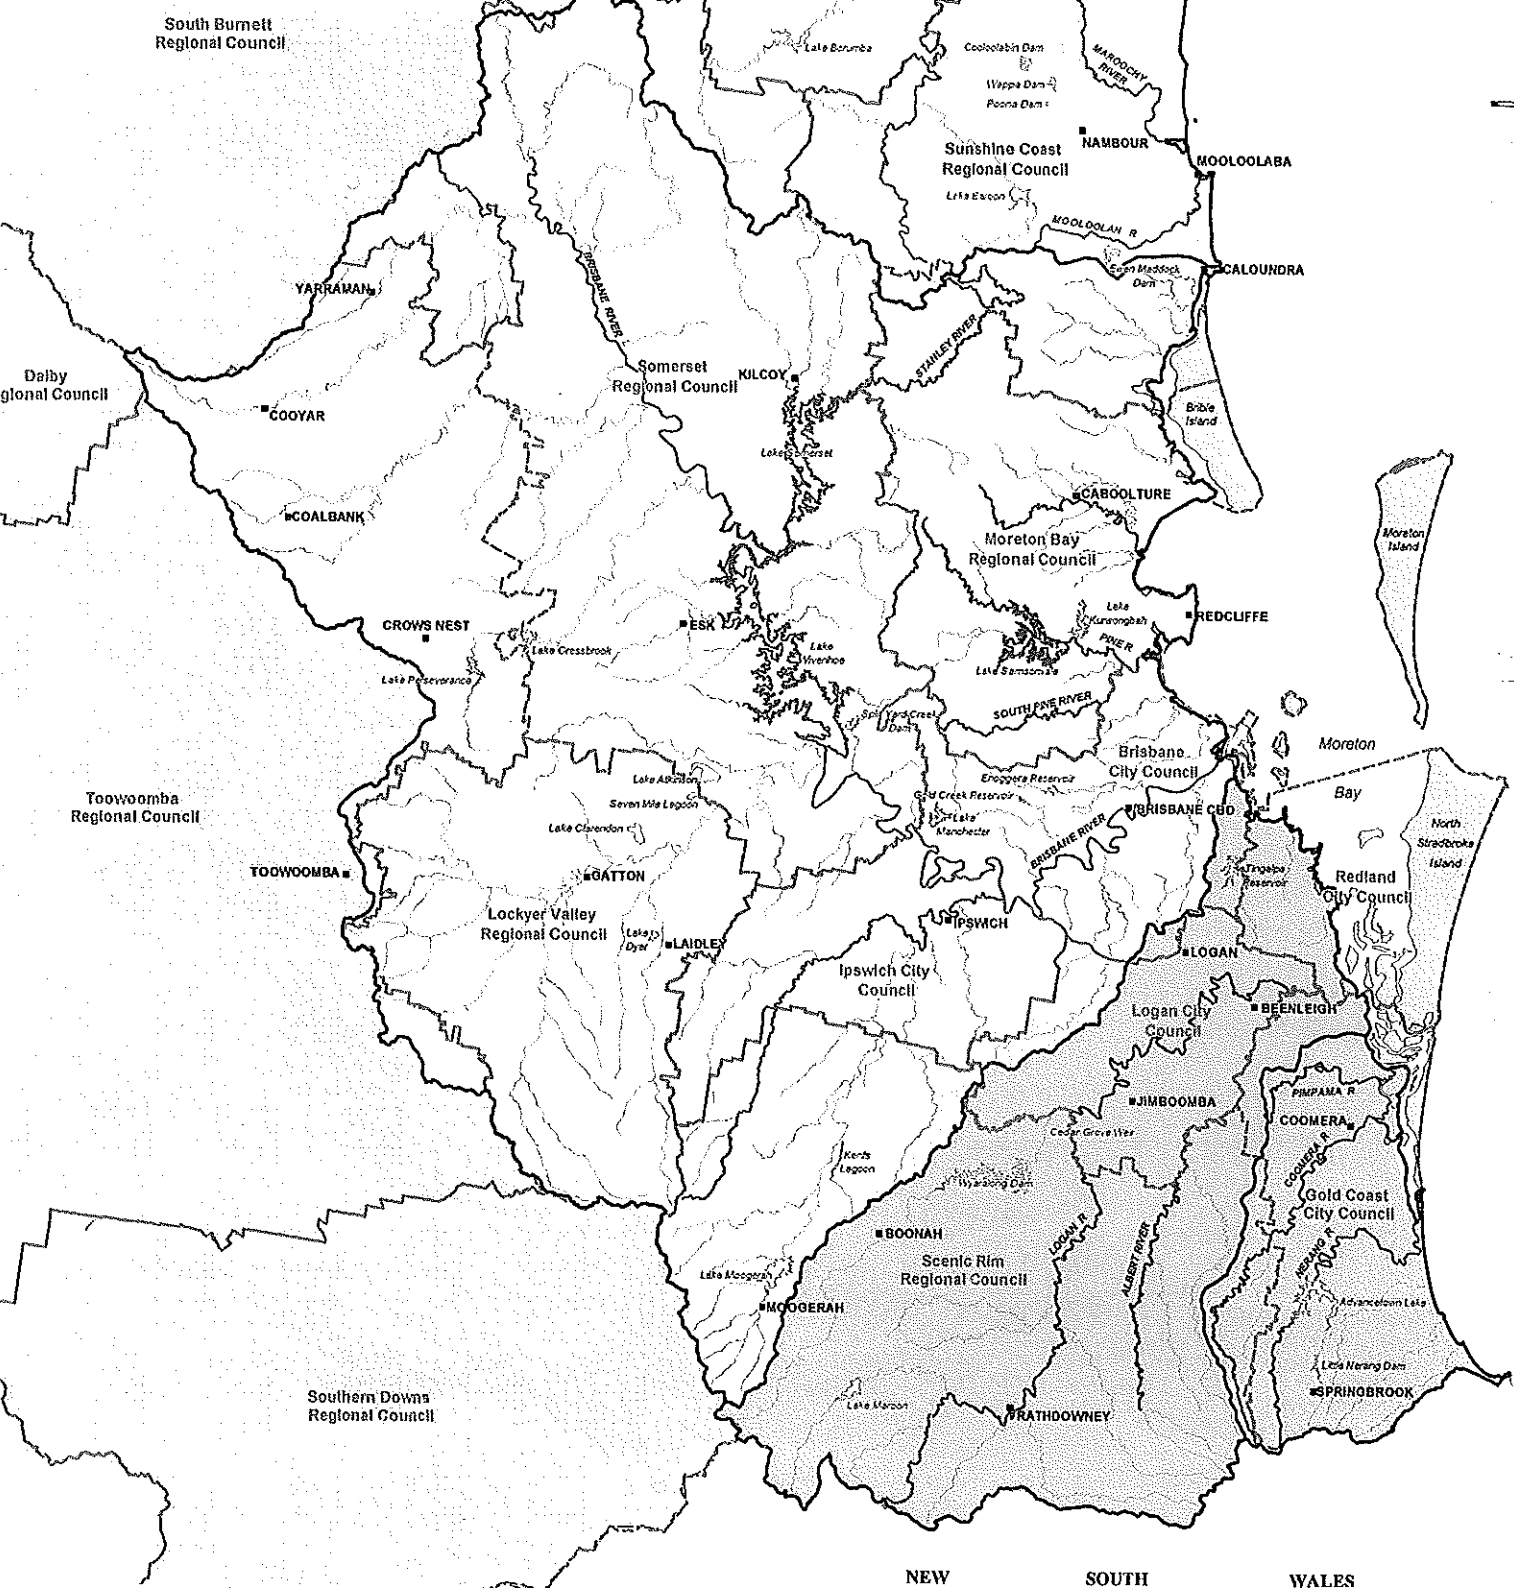 South Burnett
Regional Council
Lake Borumba
Cooloolabin Dam
MAROOCHY
RIVER
Wappa Dam
Poona Dam
NAMBOUR
Sunshine Coast
Regional Council
MOOLOOLABA
Lake Baroon
MOOLOOLAH R
Ewen Maddock
Dam
CALOUNDRA
YARRAMAN
BRISBANE RIVER
STANLEY RIVER
Dalby
gional Council
Somerset
Regional Council
KILCOY
COOYAR
Bribie
Island
Lake Somerset
COALBANK
CABOOLTURE
Moreton Bay
Regional Council
Moreton
Island
CROWS NEST
ESK
Lake
Kurwongbah
REDCLIFFE
PINE R
Lake Cressbrook
Lake
Wivenhoe
Lake Perseverance
Lake Samsonvale
SOUTH PINE RIVER
Split Yard Creek
Dam
Brisbane
City Council
Moreton
Bay
Lake Atkinson
Enoggera Reservoir
Seven Mile Lagoon
Gold Creek Reservoir
Toowoomba
Regional Council
Lake Clarendon
Lake
Manchester
BRISBANE RIVER
BRISBANE CBD
North
Stradbroke
Island
TOOWOOMBA
GATTON
Tingalpa
Reservoir
Redland
City Council
Lockyer Valley
Regional Council
Lake
Dyer
LAIDLEY
IPSWICH
LOGAN
Ipswich City
Council
Logan City
Council
BEENLEIGH
JIMBOOMBA
PIMPAMA R
COOMERA
Cedar Grove Weir
COOMERA R
Kents
Lagoon
Wyaralong Dam
Gold Coast
City Council
BOONAH
LOGAN R
ALBERT RIVER
NERANG R
Scenic Rim
Regional Council
Lake Moogerah
MOOGERAH
Advancetown Lake
Little Nerang Dam
SPRINGBROOK
Southern Downs
Regional Council
Lake Maroon
RATHDOWNEY
NEW SOUTH WALES